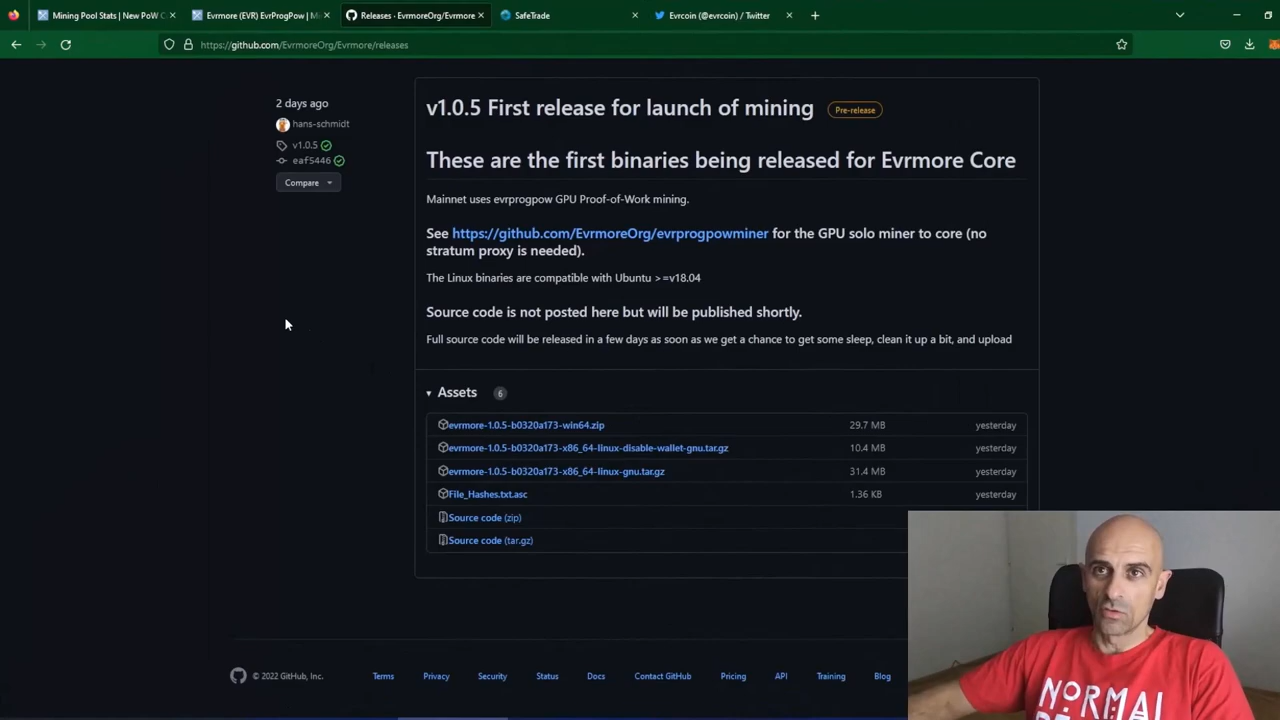 Mining Pool Stats | New PoW C
Evrmore (EVR) EvrProgPow | Mi
Releases · EvrmoreOrg/Evrmore
SafeTrade
Evrcoin (@evrcoin) / Twitter
https://github.com/EvrmoreOrg/Evrmore/releases
2 days ago
hans-schmidt
v1.0.5
eaf5446
Compare
v1.0.5 First release for launch of mining Pre-release
These are the first binaries being released for Evrmore Core
Mainnet uses evrprogpow GPU Proof-of-Work mining.
See https://github.com/EvrmoreOrg/evrprogpowminer for the GPU solo miner to core (no
stratum proxy is needed).
The Linux binaries are compatible with Ubuntu >=v18.04
Source code is not posted here but will be published shortly.
Full source code will be released in a few days as soon as we get a chance to get some sleep, clean it up a bit, and upload
Assets 6
evrmore-1.0.5-b0320a173-win64.zip 29.7 MB yesterday
evrmore-1.0.5-b0320a173-x86_64-linux-disable-wallet-gnu.tar.gz 10.4 MB yesterday
evrmore-1.0.5-b0320a173-x86_64-linux-gnu.tar.gz 31.4 MB yesterday
File_Hashes.txt.asc 1.36 KB yesterday
Source code (zip)
Source code (tar.gz)
© 2022 GitHub, Inc. Terms Privacy Security Status Docs Contact GitHub Pricing API Training Blog
NORMAL